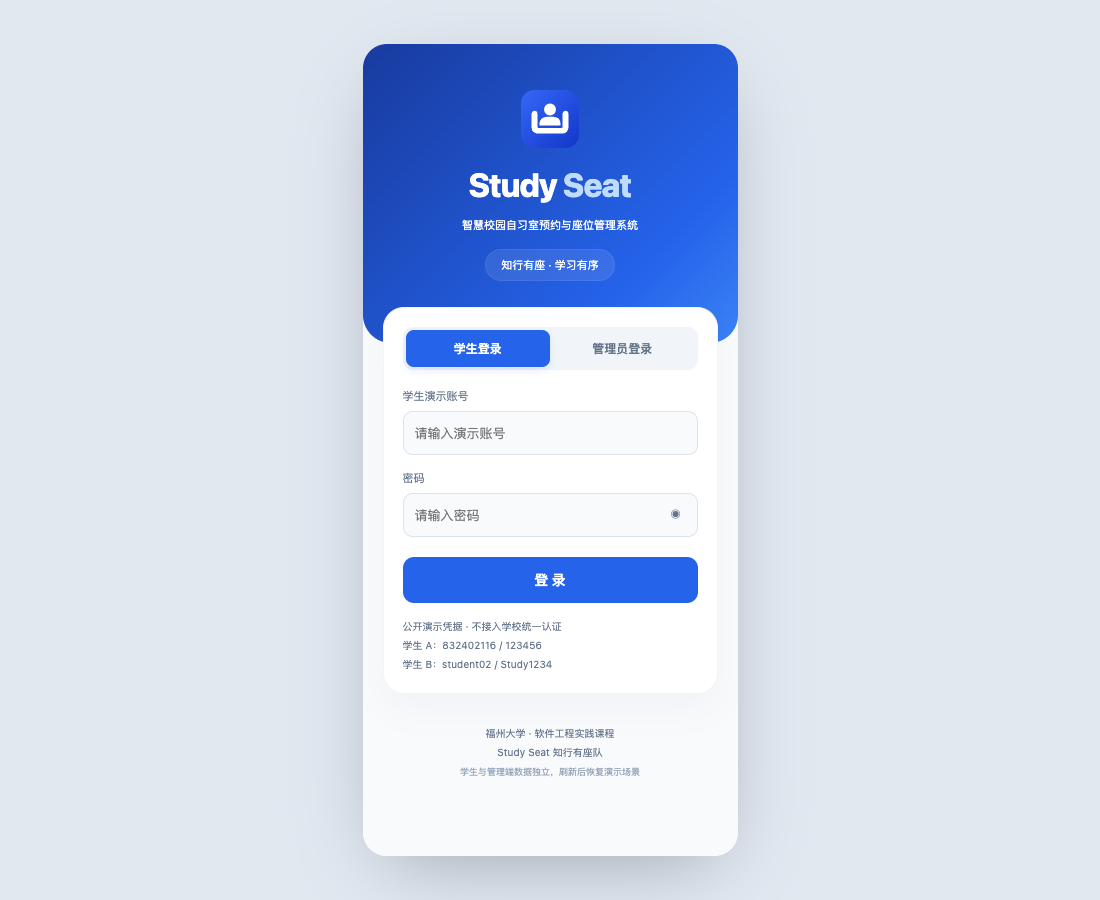 Study Seat
智慧校园自习室预约与座位管理系统
知行有座 · 学习有序
学生登录
管理员登录
学生演示账号
请输入演示账号
密码
请输入密码
登 录
公开演示凭据 · 不接入学校统一认证
学生 A：832402116 / 123456
学生 B：student02 / Study1234
福州大学 · 软件工程实践课程
Study Seat 知行有座队
学生与管理端数据独立，刷新后恢复演示场景